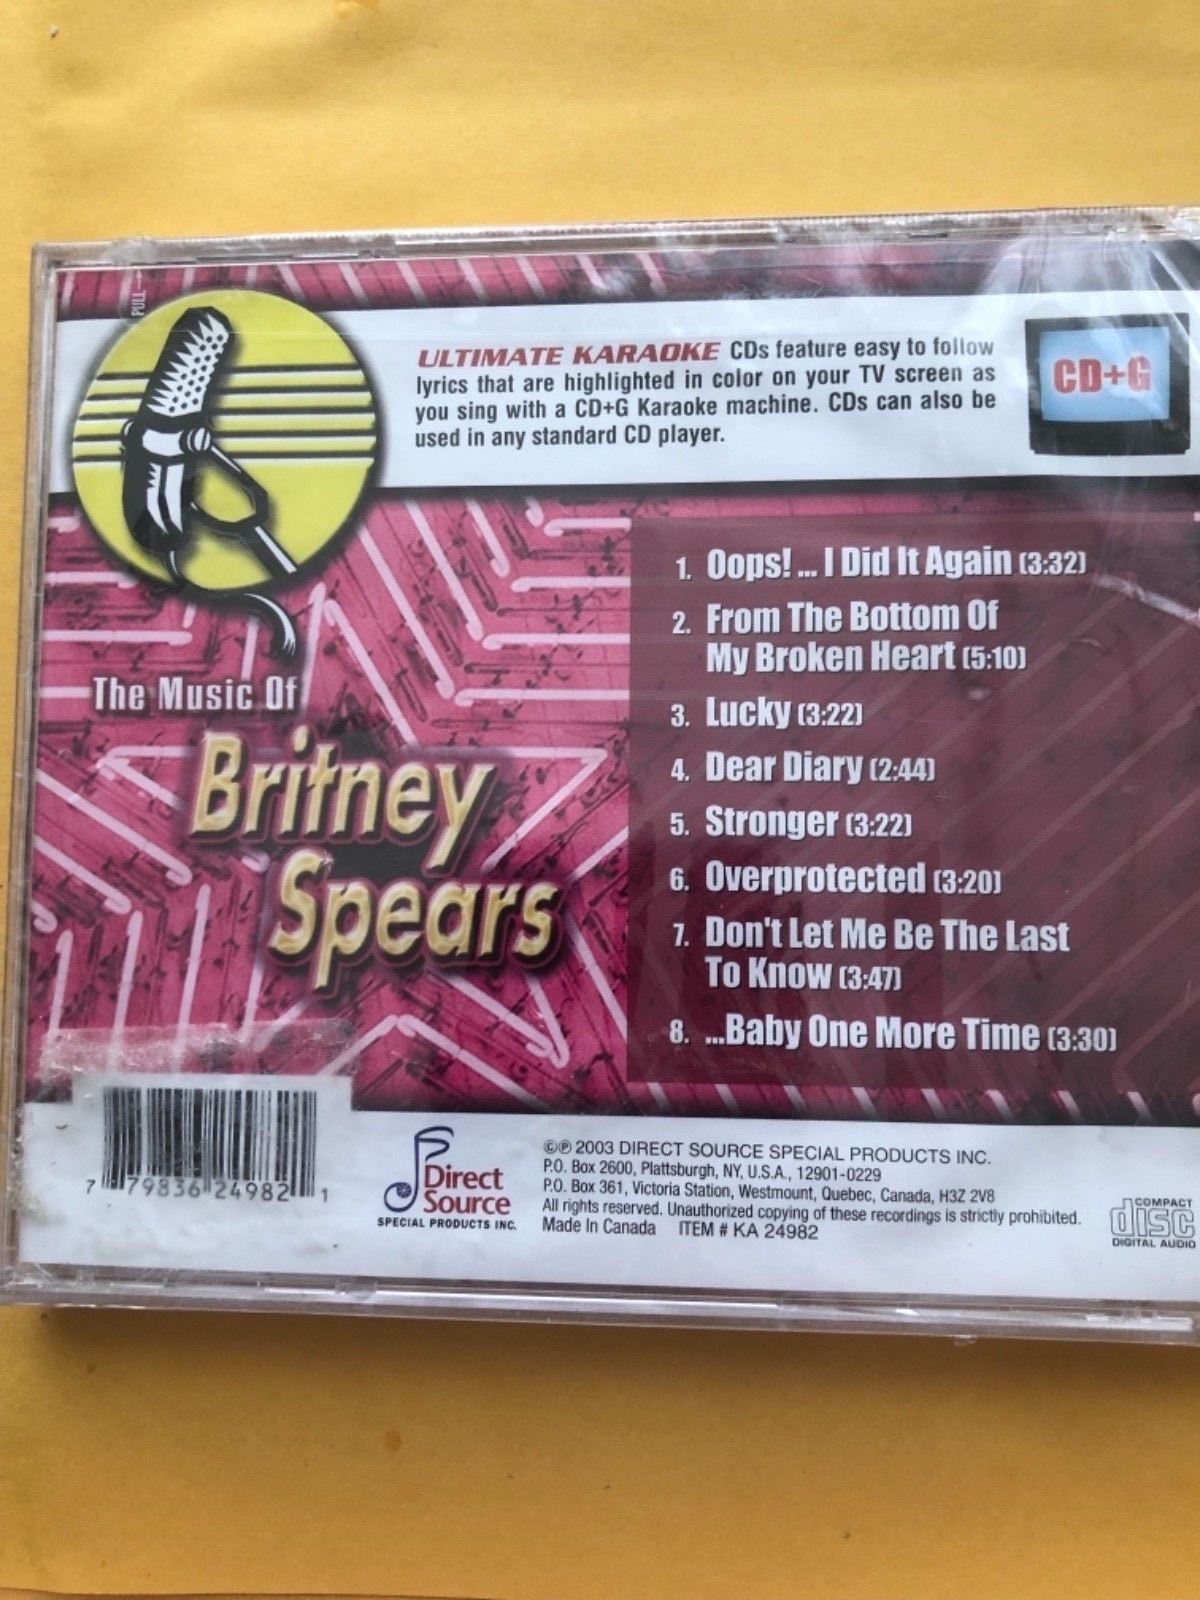 PULL→
ULTIMATE KARAOKE CDs feature easy to follow
lyrics that are highlighted in color on your TV screen as
you sing with a CD+G Karaoke machine. CDs can also be
used in any standard CD player.
CD+G
The Music Of
Britney
Spears
1. Oops! ... I Did It Again (3:32)
2. From The Bottom Of
My Broken Heart (5:10)
3. Lucky (3:22)
4. Dear Diary (2:44)
5. Stronger (3:22)
6. Overprotected (3:20)
7. Don't Let Me Be The Last
To Know (3:47)
8. ...Baby One More Time (3:30)
7 79836 24982 1
Direct
Source
SPECIAL PRODUCTS INC.
©℗ 2003 DIRECT SOURCE SPECIAL PRODUCTS INC.
P.O. Box 2600, Plattsburgh, NY, U.S.A., 12901-0229
P.O. Box 361, Victoria Station, Westmount, Quebec, Canada, H3Z 2V8
All rights reserved. Unauthorized copying of these recordings is strictly prohibited.
Made In Canada ITEM # KA 24982
COMPACT
disc
DIGITAL AUDIO